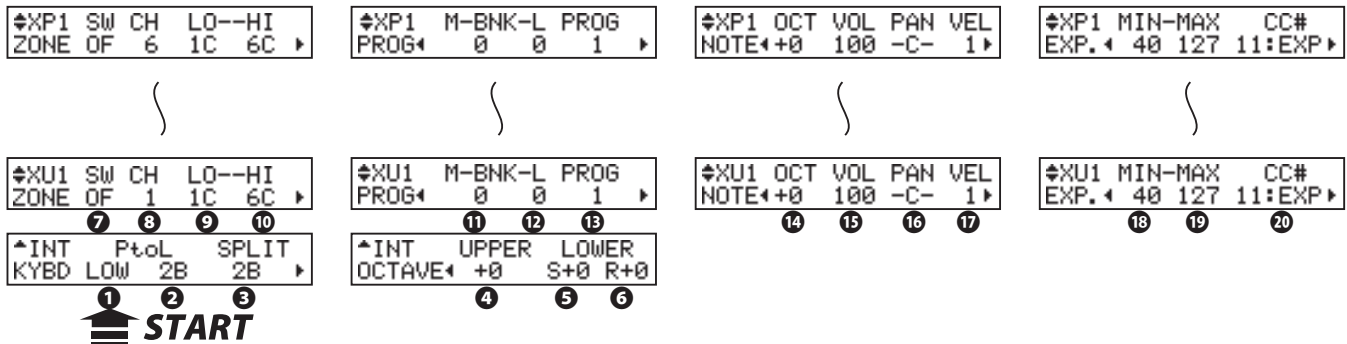 XP1 SW CH LO--HI
ZONE OF 6 1C 6C
XP1 M-BNK-L PROG
PROG 0 0 1
XP1 OCT VOL PAN VEL
NOTE +0 100 -C- 1
XP1 MIN-MAX CC#
EXP. 40 127 11:EXP
XU1 SW CH LO--HI
ZONE OF 1 1C 6C
7 8 9 10
XU1 M-BNK-L PROG
PROG 0 0 1
11 12 13
XU1 OCT VOL PAN VEL
NOTE +0 100 -C- 1
14 15 16 17
XU1 MIN-MAX CC#
EXP. 40 127 11:EXP
18 19 20
INT PtoL SPLIT
KYBD LOW 2B 2B
1 2 3
START
INT UPPER LOWER
OCTAVE +0 S+0 R+0
4 5 6